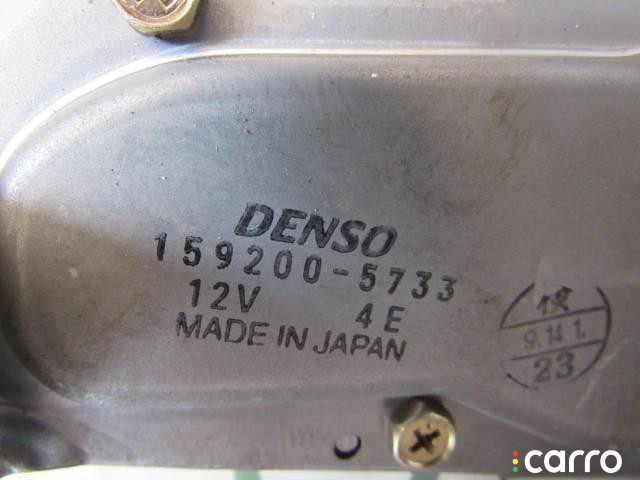 DENSO
159200-5733
12V 4E
MADE IN JAPAN
検
9.14 1.
23
carro